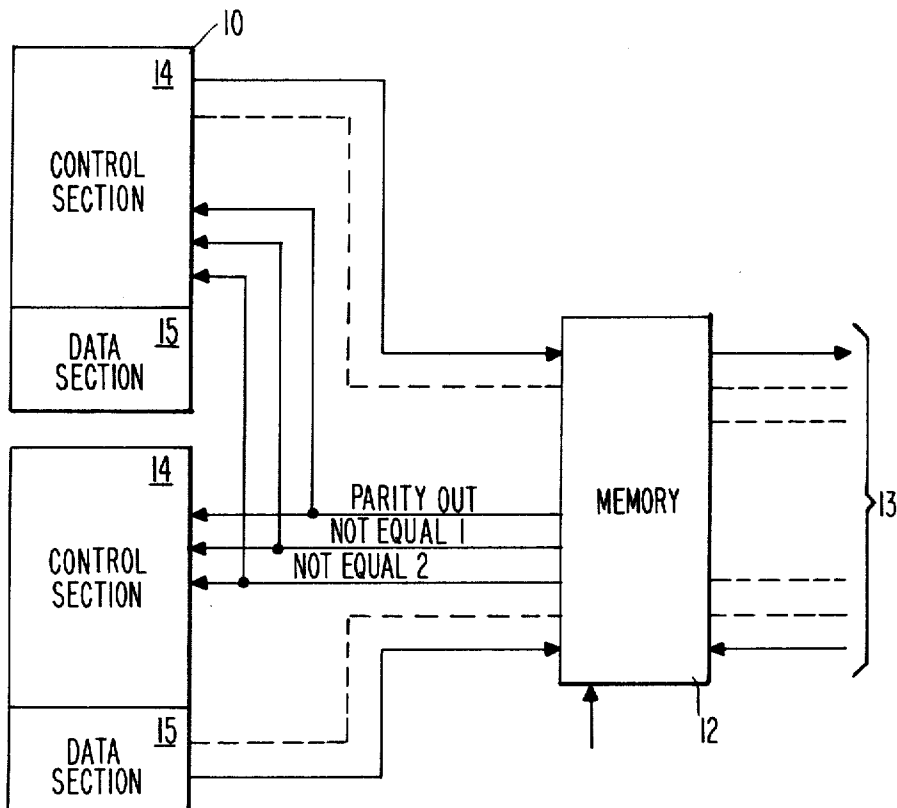 10
14
CONTROL
SECTION
15
DATA
SECTION
14
CONTROL
SECTION
15
DATA
SECTION
PARITY OUT
NOT EQUAL 1
NOT EQUAL 2
MEMORY
12
13